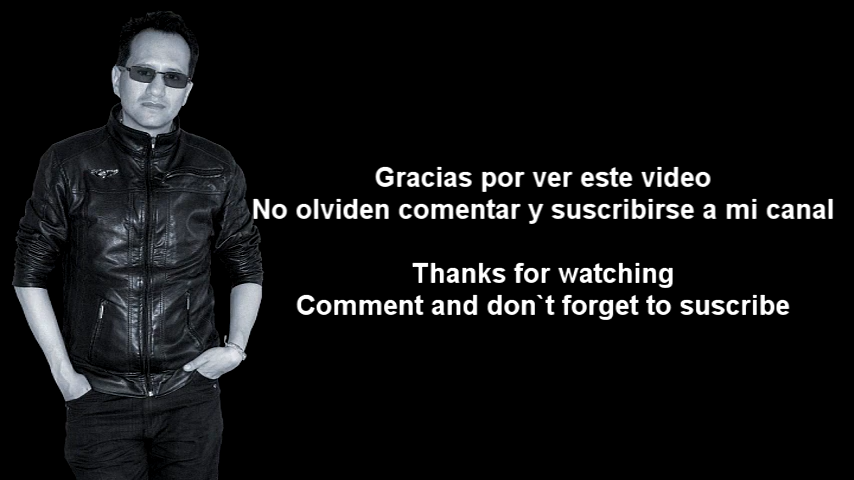 Gracias por ver este video
No olviden comentar y suscribirse a mi canal
Thanks for watching
Comment and don`t forget to suscribe